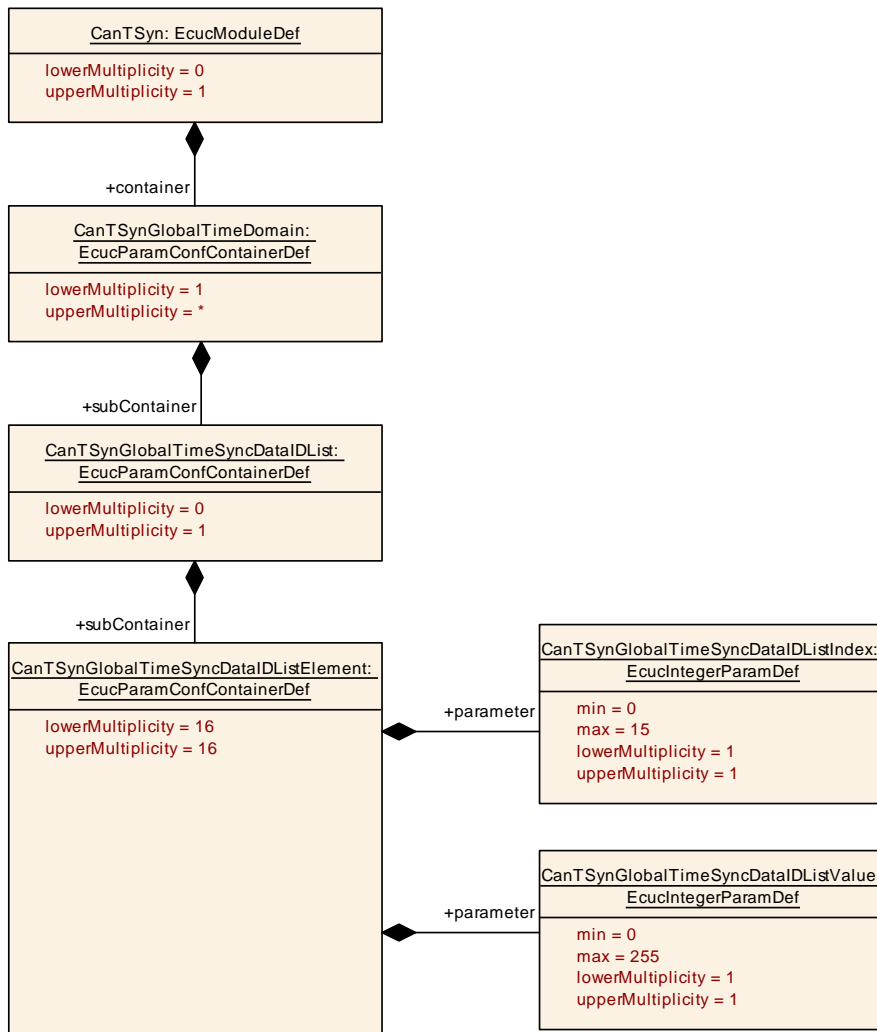 CanTSyn: EcucModuleDef
lowerMultiplicity = 0
upperMultiplicity = 1
+container
CanTSynGlobalTimeDomain:
EcucParamConfContainerDef
lowerMultiplicity = 1
upperMultiplicity = *
+subContainer
CanTSynGlobalTimeSyncDataIDList:
EcucParamConfContainerDef
lowerMultiplicity = 0
upperMultiplicity = 1
+subContainer
CanTSynGlobalTimeSyncDataIDListElement:
EcucParamConfContainerDef
lowerMultiplicity = 16
upperMultiplicity = 16
+parameter
CanTSynGlobalTimeSyncDataIDListIndex:
EcucIntegerParamDef
min = 0
max = 15
lowerMultiplicity = 1
upperMultiplicity = 1
+parameter
CanTSynGlobalTimeSyncDataIDListValue
EcucIntegerParamDef
min = 0
max = 255
lowerMultiplicity = 1
upperMultiplicity = 1